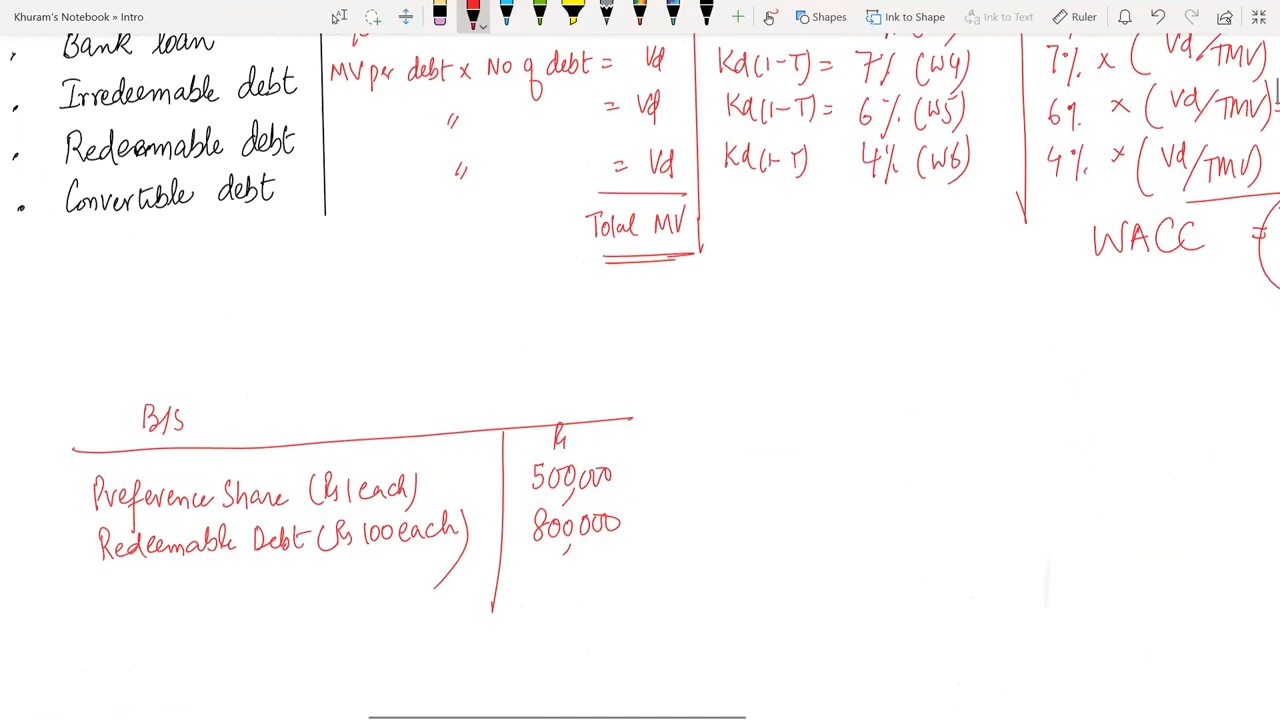 Khuram's Notebook » Intro
Shapes
Ink to Shape
Ink to Text
Ruler
. Bank loan
. Irredeemable debt
. Redeemable debt
. Convertible debt
MV per debt x No of debt = Vd
" = Vd
" = Vd
Total MV
Kd(1-T) = 7% (W4)
Kd(1-T) = 6% (W5)
Kd(1-T) 4% (W6)
7% x (Vd/TMV)
6% x (Vd/TMV) =
4% x (Vd/TMV)
WACC =
B/S
Rs
Preference Share (Rs 1 each) 500,000
Redeemable Debt (Rs 100 each) 800,000